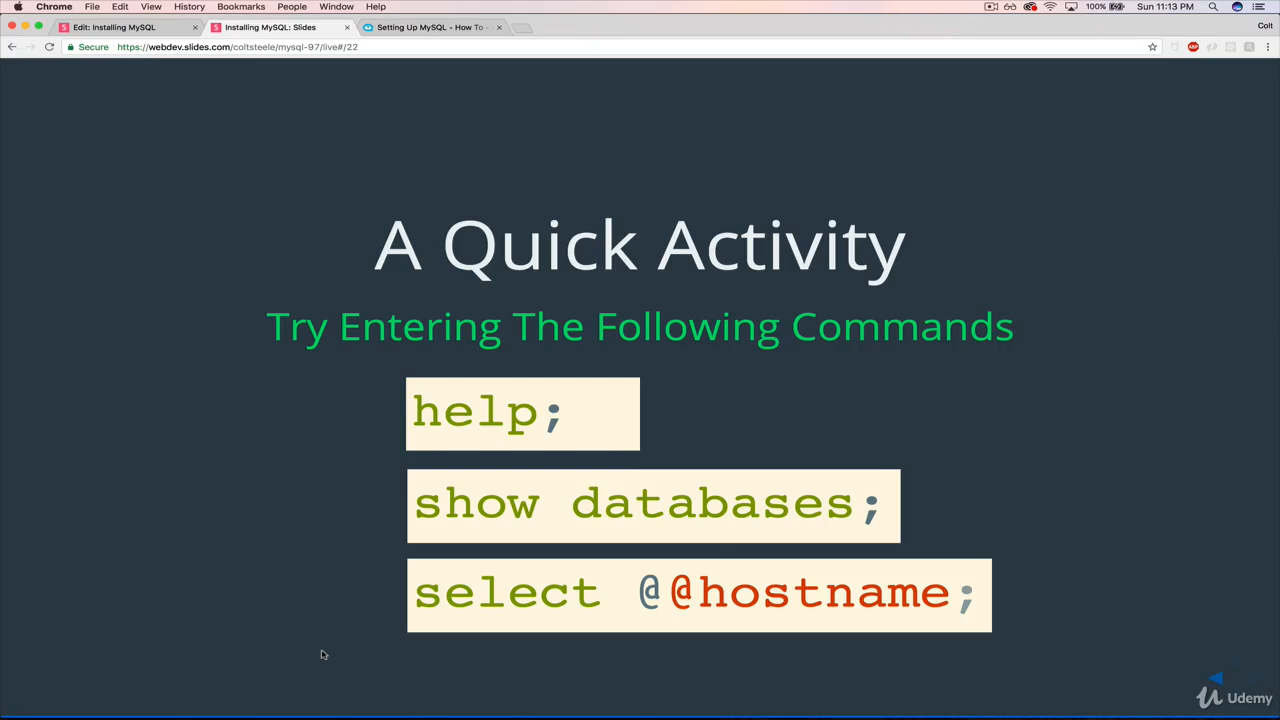 Chrome File Edit View History Bookmarks People Window Help 100% Sun 11:13 PM
Edit: Installing MySQL Installing MySQL: Slides Setting Up MySQL - How To - Colt
Secure https://webdev.slides.com/coltsteele/mysql-97/live#/22 ABP
A Quick Activity
Try Entering The Following Commands
help;
show databases;
select @@hostname;
Udemy